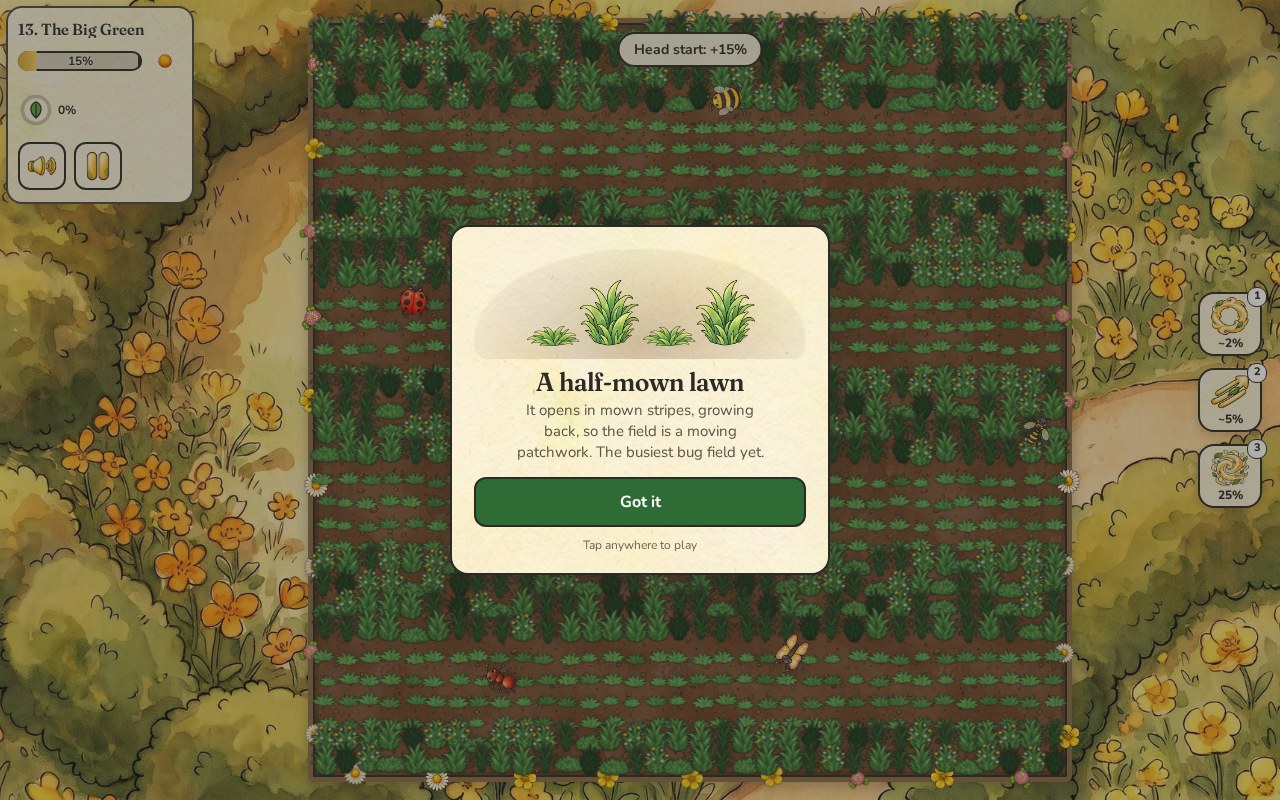 13. The Big Green
15%
0%
Head start: +15%
A half-mown lawn
It opens in mown stripes, growing
back, so the field is a moving
patchwork. The busiest bug field yet.
Got it
Tap anywhere to play
1
~2%
2
~5%
3
25%